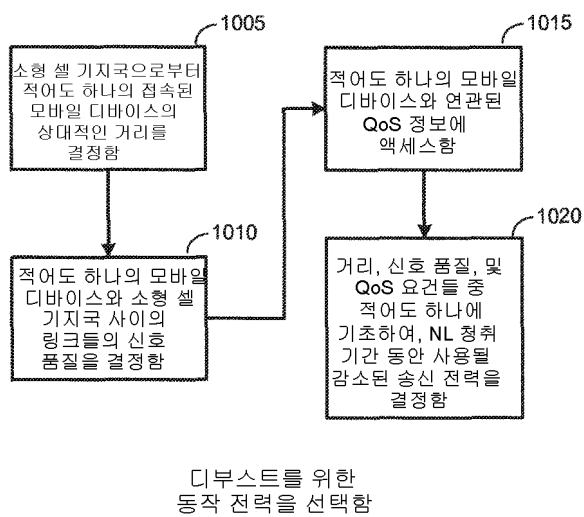 1005
소형 셀 기지국으로부터
적어도 하나의 접속된
모바일 디바이스의
상대적인 거리를
결정함
1010
적어도 하나의 모바일
디바이스와 소형 셀
기지국 사이의
링크들의 신호
품질을 결정함
1015
적어도 하나의 모바일
디바이스와 연관된
QoS 정보에
액세스함
1020
거리, 신호 품질, 및
QoS 요건들 중
적어도 하나에
기초하여, NL 청취
기간 동안 사용될
감소된 송신 전력을
결정함
디부스트를 위한
동작 전력을 선택함